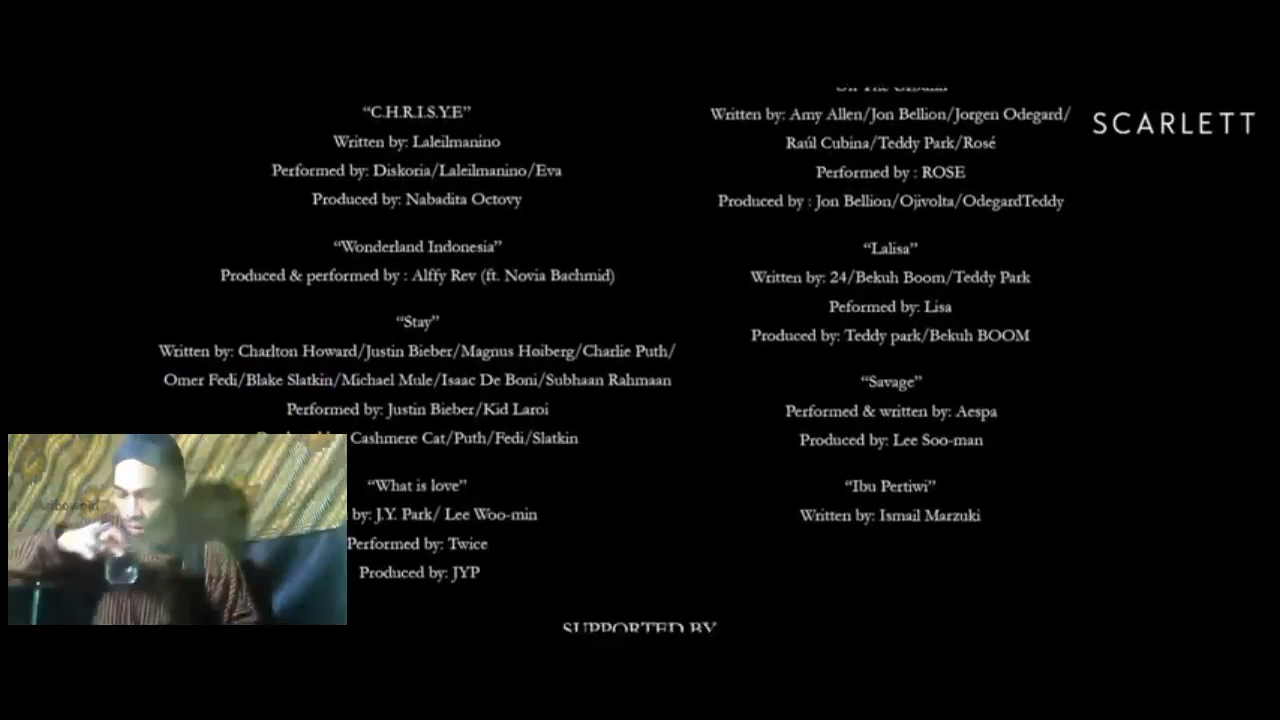 “C.H.R.I.S.Y.E”
Written by: Laleilmanino
Performed by: Diskoria/Laleilmanino/Eva
Produced by: Nabadita Octovy
“Wonderland Indonesia”
Produced & performed by : Alffy Rev (ft. Novia Bachmid)
“Stay”
Written by: Charlton Howard/Justin Bieber/Magnus Høiberg/Charlie Puth/
Omer Fedi/Blake Slatkin/Michael Mule/Isaac De Boni/Subhaan Rahmaan
Performed by: Justin Bieber/Kid Laroi
Cashmere Cat/Puth/Fedi/Slatkin
“What is love”
by: J.Y. Park/ Lee Woo-min
Performed by: Twice
Produced by: JYP
Written by: Amy Allen/Jon Bellion/Jorgen Odegard/
Raúl Cubina/Teddy Park/Rosé
Performed by : ROSE
Produced by : Jon Bellion/Ojivolta/OdegardTeddy
“Lalisa”
Written by: 24/Bekuh Boom/Teddy Park
Peformed by: Lisa
Produced by: Teddy park/Bekuh BOOM
“Savage”
Performed & written by: Aespa
Produced by: Lee Soo-man
“Ibu Pertiwi”
Written by: Ismail Marzuki
SCARLETT
SUPPORTED BY